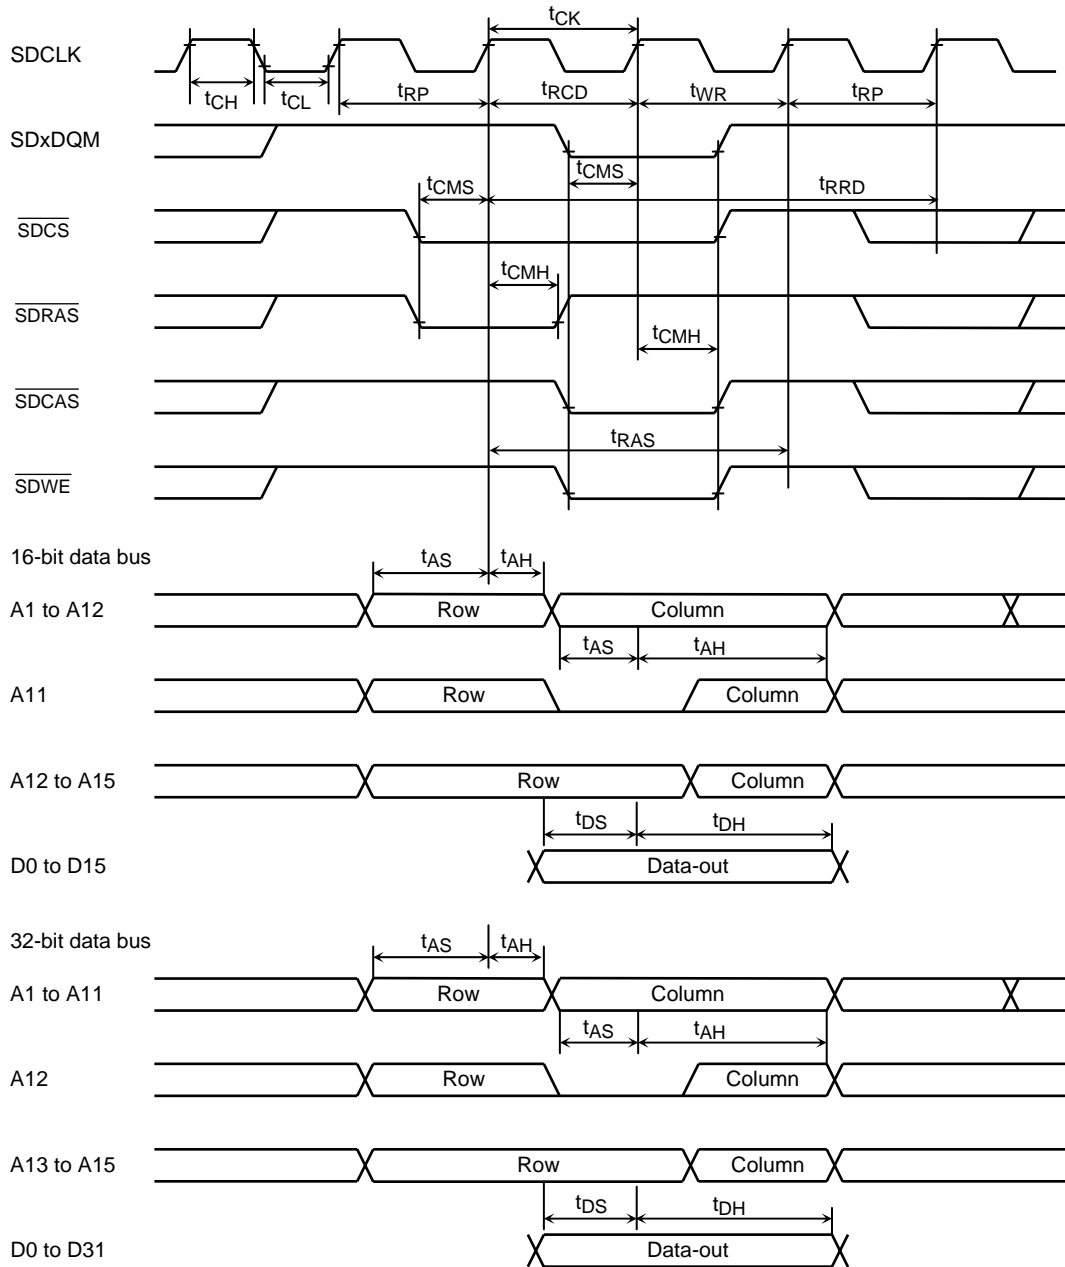 tCK
SDCLK
tCH tCL tRP tRCD tWR tRP
SDxDQM
tCMS tCMS tRRD
SDCS
tCMH
SDRAS
tCMH
SDCAS
tRAS
SDWE
16-bit data bus
tAS tAH
A1 to A12 Row Column
tAS tAH
A11 Row Column
A12 to A15 Row Column
tDS tDH
D0 to D15 Data-out
32-bit data bus
tAS tAH
A1 to A11 Row Column
tAS tAH
A12 Row Column
A13 to A15 Row Column
tDS tDH
D0 to D31 Data-out